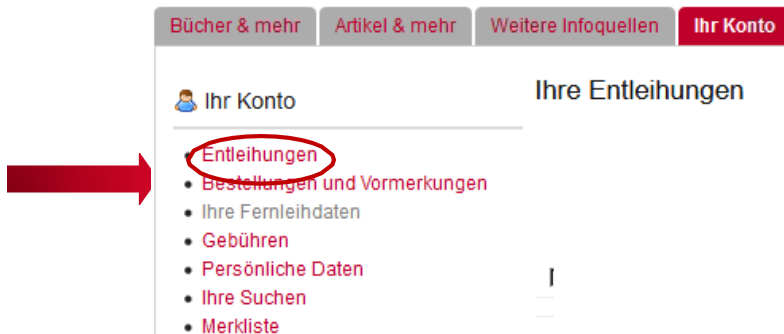 Bücher & mehr Artikel & mehr Weitere Infoquellen Ihr Konto
Ihr Konto
Ihre Entleihungen
Entleihungen
Bestellungen und Vormerkungen
Ihre Fernleihdaten
Gebühren
Persönliche Daten
Ihre Suchen
Merkliste